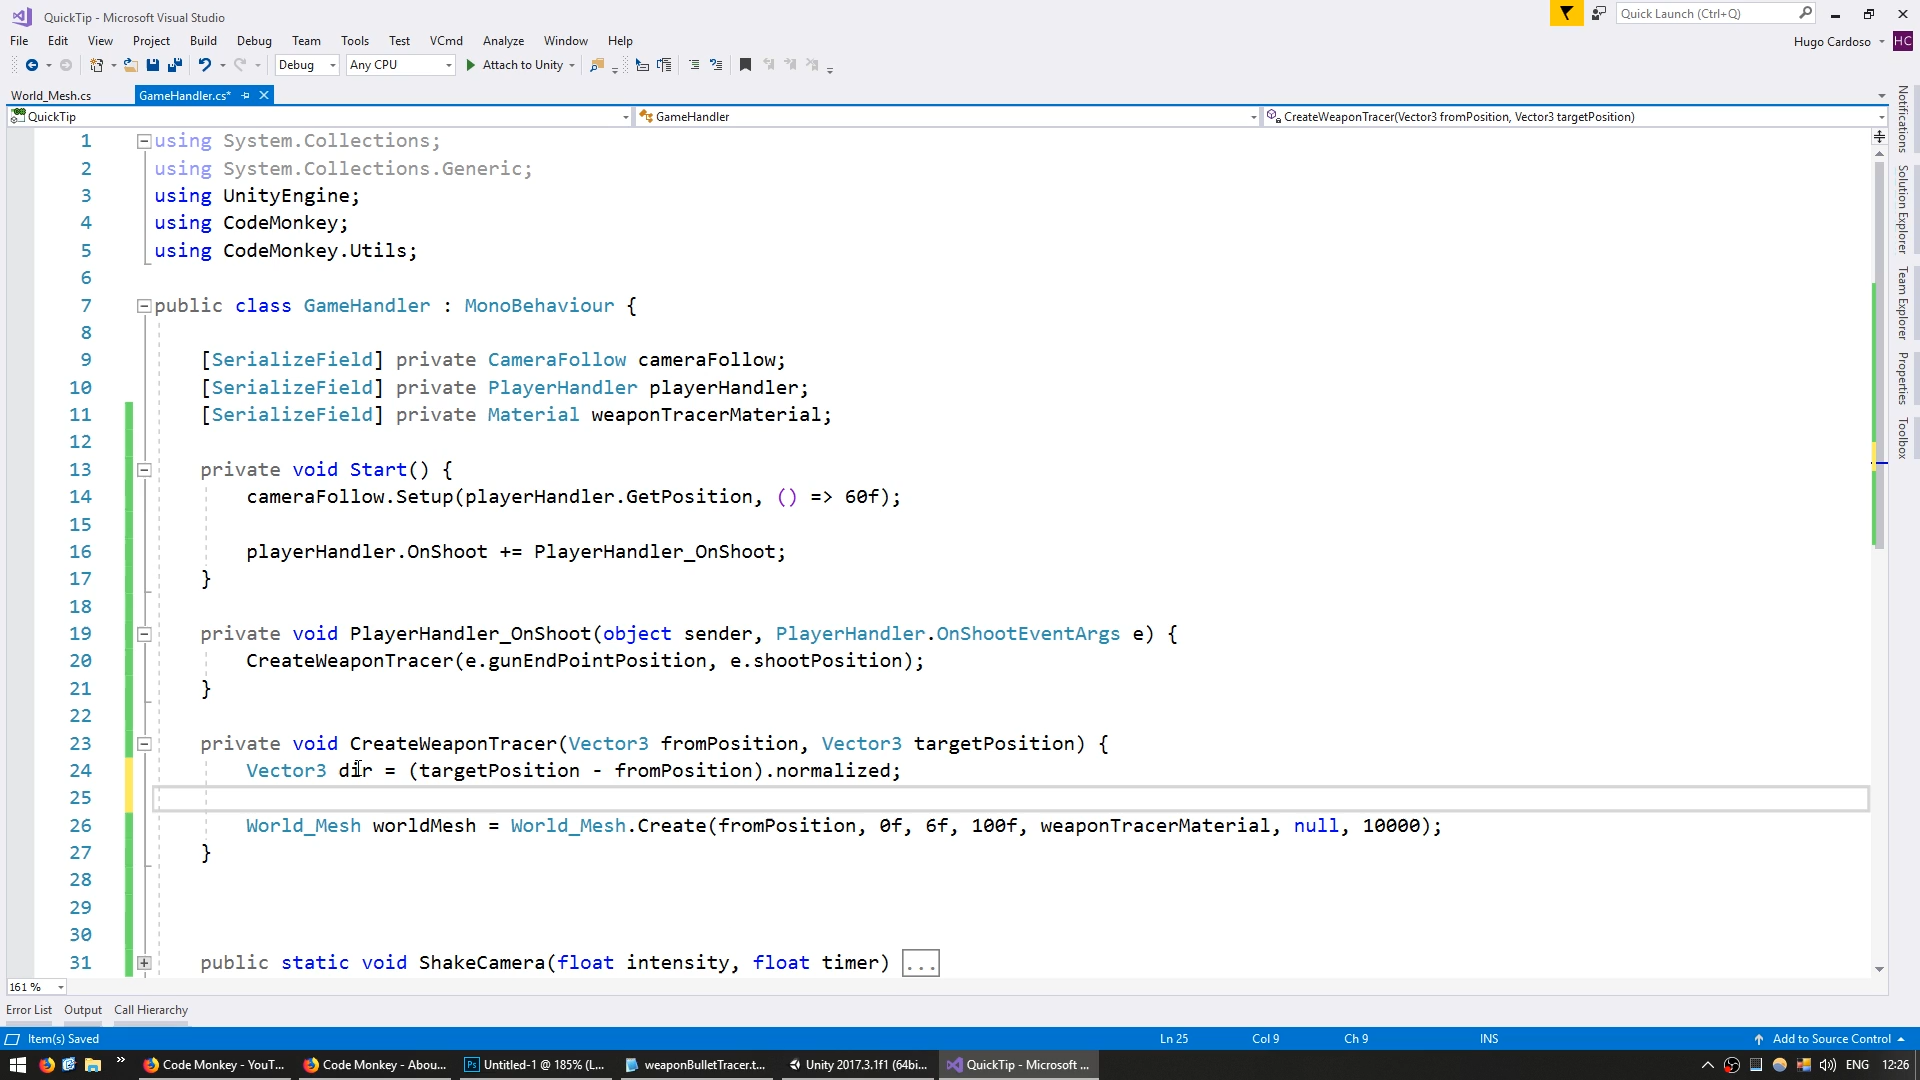 QuickTip - Microsoft Visual Studio
Quick Launch (Ctrl+Q)
File Edit View Project Build Debug Team Tools Test VCmd Analyze Window Help
Hugo Cardoso HC
Debug Any CPU Attach to Unity
World_Mesh.cs GameHandler.cs*
QuickTip GameHandler CreateWeaponTracer(Vector3 fromPosition, Vector3 targetPosition)
1 using System.Collections;
2 using System.Collections.Generic;
3 using UnityEngine;
4 using CodeMonkey;
5 using CodeMonkey.Utils;
6
7 public class GameHandler : MonoBehaviour {
8
9 [SerializeField] private CameraFollow cameraFollow;
10 [SerializeField] private PlayerHandler playerHandler;
11 [SerializeField] private Material weaponTracerMaterial;
12
13 private void Start() {
14 cameraFollow.Setup(playerHandler.GetPosition, () => 60f);
15
16 playerHandler.OnShoot += PlayerHandler_OnShoot;
17 }
18
19 private void PlayerHandler_OnShoot(object sender, PlayerHandler.OnShootEventArgs e) {
20 CreateWeaponTracer(e.gunEndPointPosition, e.shootPosition);
21 }
22
23 private void CreateWeaponTracer(Vector3 fromPosition, Vector3 targetPosition) {
24 Vector3 dir = (targetPosition - fromPosition).normalized;
25
26 World_Mesh worldMesh = World_Mesh.Create(fromPosition, 0f, 6f, 100f, weaponTracerMaterial, null, 10000);
27 }
28
29
30
31 public static void ShakeCamera(float intensity, float timer) ...
Notifications
Solution Explorer
Team Explorer
Properties
Toolbox
161 %
Error List Output Call Hierarchy
Item(s) Saved Ln 25 Col 9 Ch 9 INS Add to Source Control
Code Monkey - YouT... Code Monkey - Abou... Ps Untitled-1 @ 185% (L... weaponBulletTracer.t... Unity 2017.3.1f1 (64bi... QuickTip - Microsoft ... ENG 12:26